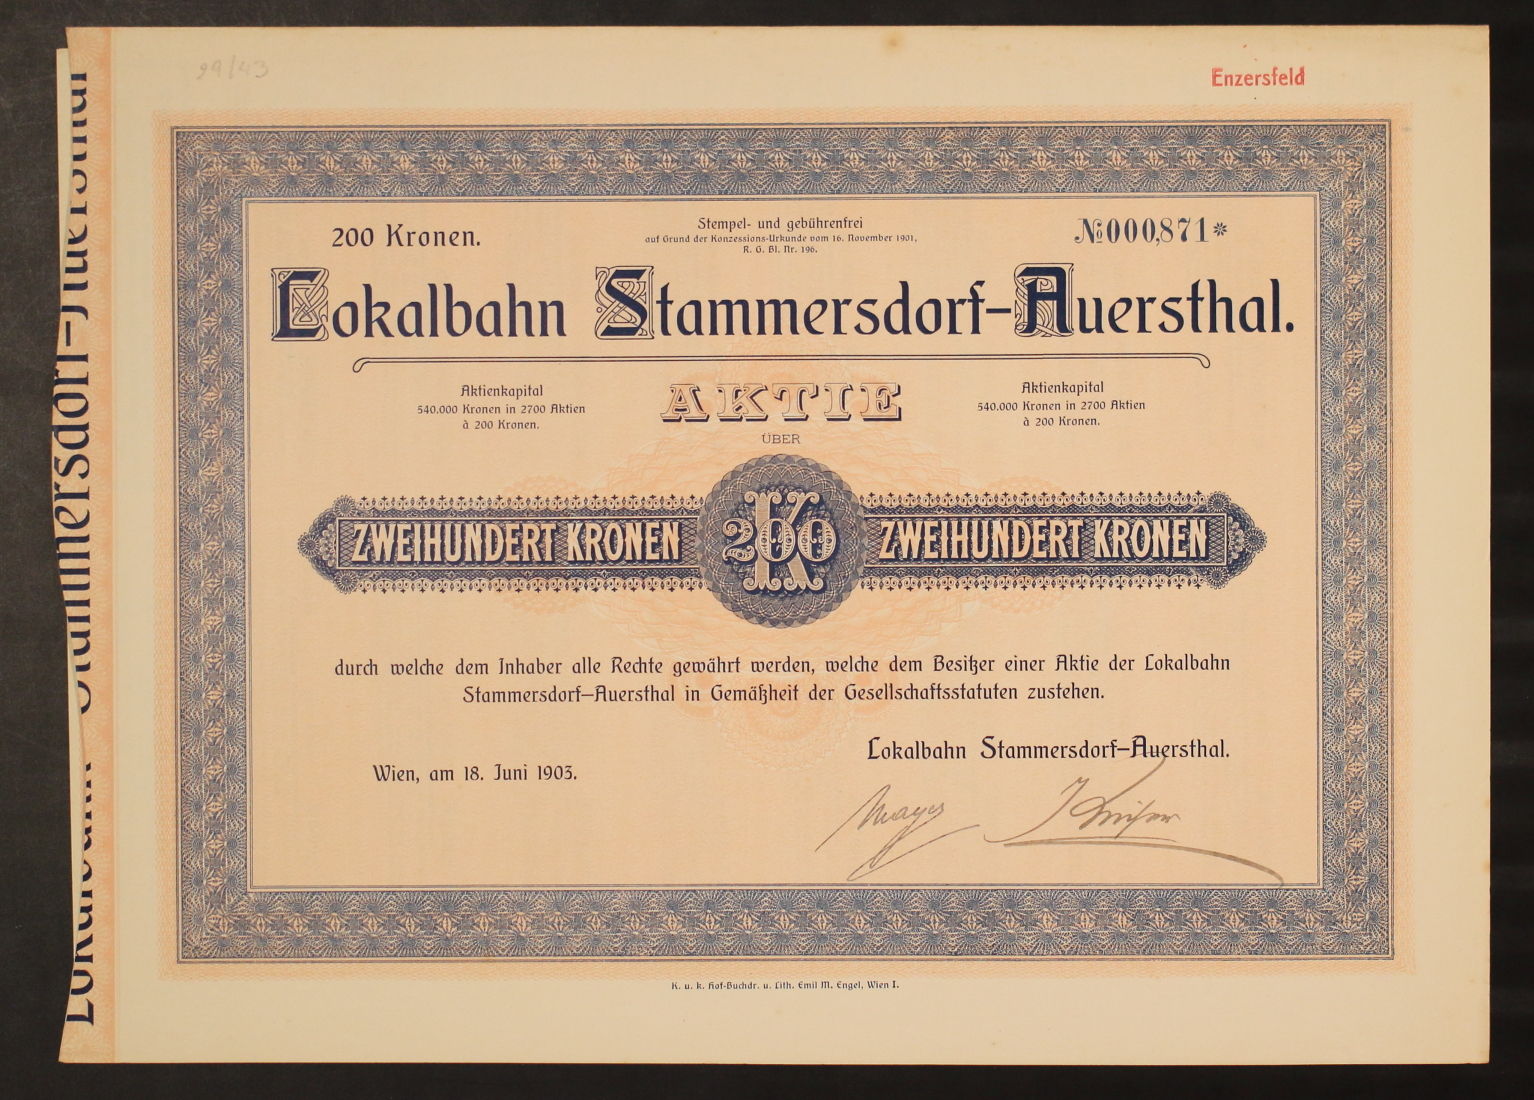 29/43
Enzersfeld
200 Kronen.
Stempel- und gebührenfrei
auf Grund der Konzessions-Urkunde vom 16. November 1901,
R. G. Bl. Nr. 196.
№000,871*
Lokalbahn Stammersdorf-Auersthal.
Aktienkapital
540.000 Kronen in 2700 Aktien
à 200 Kronen.
AKTIE
ÜBER
Aktienkapital
540.000 Kronen in 2700 Aktien
à 200 Kronen.
ZWEIHUNDERT KRONEN
200 K
ZWEIHUNDERT KRONEN
durch welche dem Inhaber alle Rechte gewährt werden, welche dem Besitzer einer Aktie der Lokalbahn
Stammersdorf-Auersthal in Gemäßheit der Gesellschaftsstatuten zustehen.
Wien, am 18. Juni 1903.
Lokalbahn Stammersdorf-Auersthal.
Mayer
K. u. k. Hof-Buchdr. u. Lith. Emil M. Engel, Wien I.
Lokalbahn Stammersdorf-Auersthal